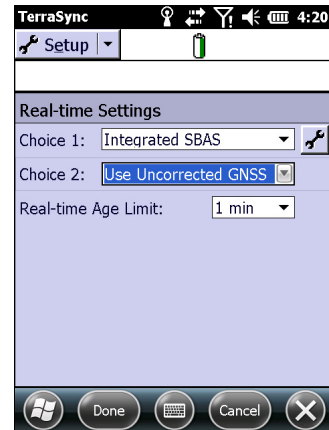 TerraSync 4:20
Setup
Real-time Settings
Choice 1: Integrated SBAS
Choice 2: Use Uncorrected GNSS
Real-time Age Limit: 1 min
Done Cancel